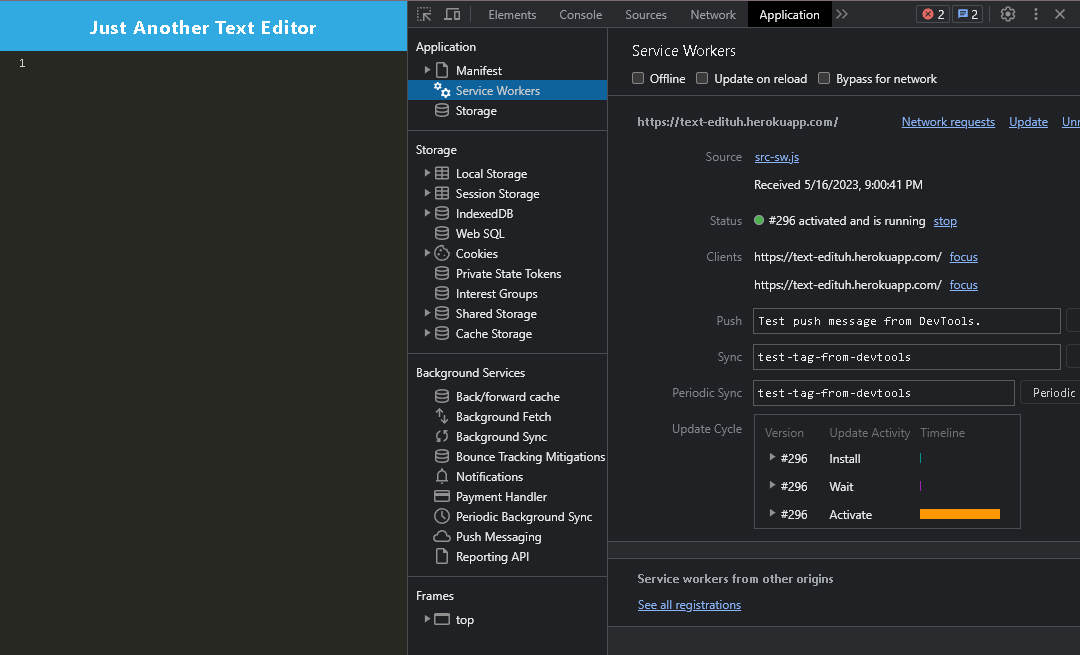 Just Another Text Editor
1
Elements Console Sources Network Application 2 2
Application
Manifest
Service Workers
Storage
Storage
Local Storage
Session Storage
IndexedDB
Web SQL
Cookies
Private State Tokens
Interest Groups
Shared Storage
Cache Storage
Background Services
Back/forward cache
Background Fetch
Background Sync
Bounce Tracking Mitigations
Notifications
Payment Handler
Periodic Background Sync
Push Messaging
Reporting API
Frames
top
Service Workers
Offline Update on reload Bypass for network
https://text-edituh.herokuapp.com/ Network requests Update Unr
Source src-sw.js
Received 5/16/2023, 9:00:41 PM
Status #296 activated and is running stop
Clients https://text-edituh.herokuapp.com/ focus
https://text-edituh.herokuapp.com/ focus
Push Test push message from DevTools.
Sync test-tag-from-devtools
Periodic Sync test-tag-from-devtools Periodic
Update Cycle Version Update Activity Timeline
#296 Install
#296 Wait
#296 Activate
Service workers from other origins
See all registrations